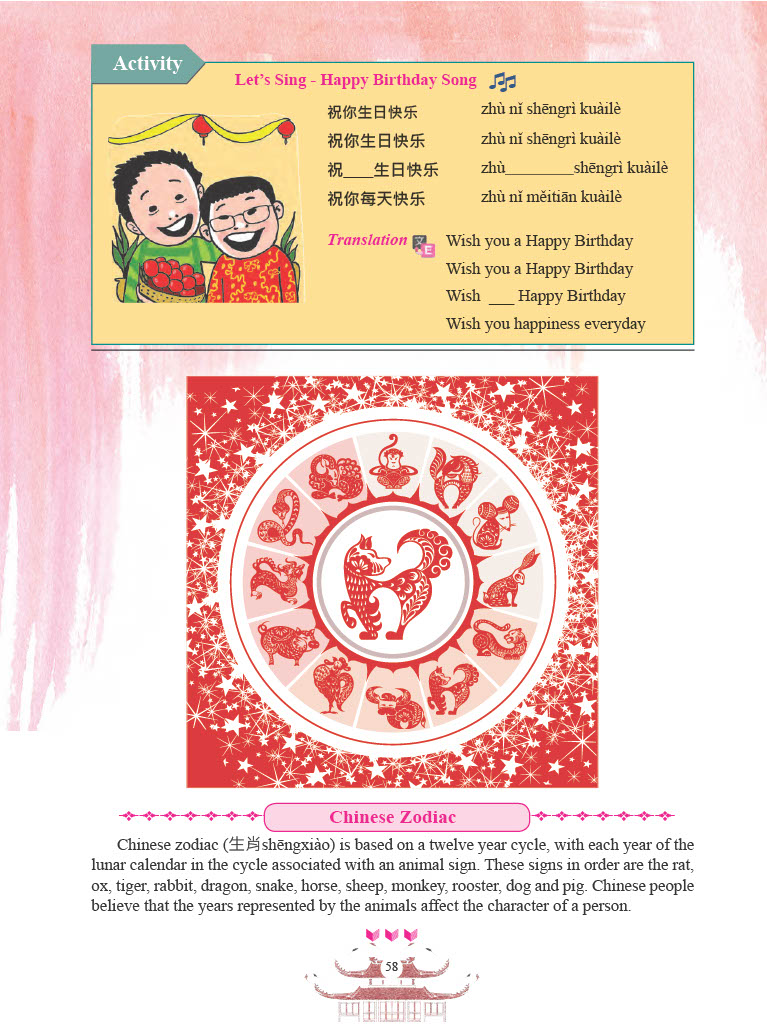 Activity
Let's Sing - Happy Birthday Song
祝你生日快乐 zhù nǐ shēngrì kuàilè
祝你生日快乐 zhù nǐ shēngrì kuàilè
祝____生日快乐 zhù_________shēngrì kuàilè
祝你每天快乐 zhù nǐ měitiān kuàilè
Translation 文 E Wish you a Happy Birthday
Wish you a Happy Birthday
Wish ___ Happy Birthday
Wish you happiness everyday
Chinese Zodiac
Chinese zodiac (生肖shēngxiào) is based on a twelve year cycle, with each year of the
lunar calendar in the cycle associated with an animal sign. These signs in order are the rat,
ox, tiger, rabbit, dragon, snake, horse, sheep, monkey, rooster, dog and pig. Chinese people
believe that the years represented by the animals affect the character of a person.
58